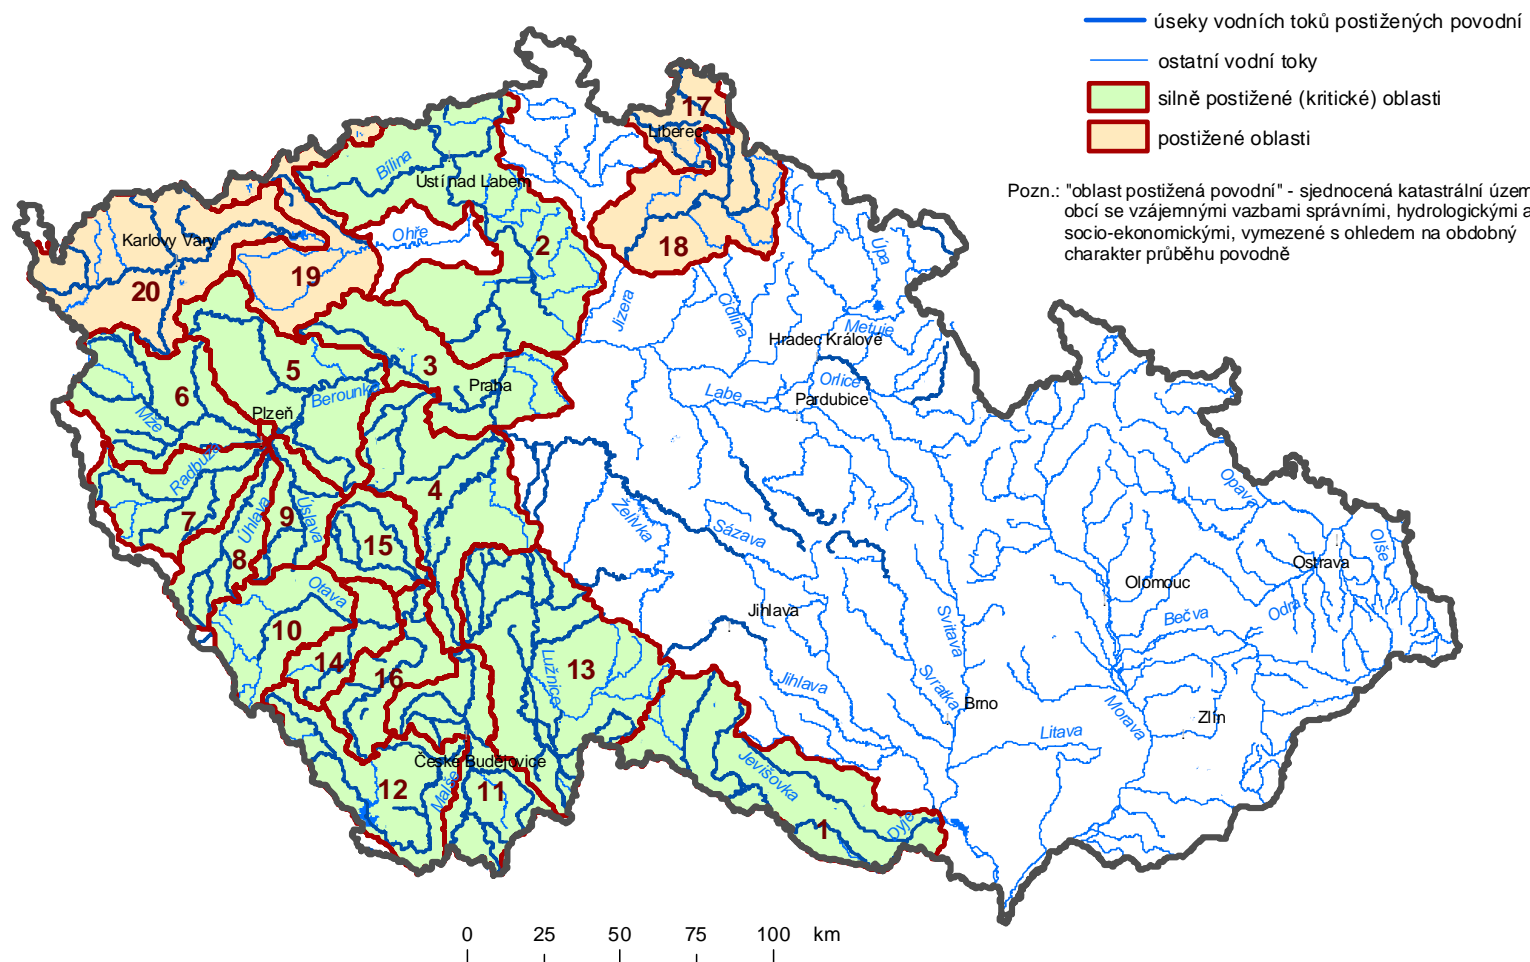 úseky vodních toků postižených povodní
ostatní vodní toky
silně postižené (kritické) oblasti
postižené oblasti
Pozn.: "oblast postižená povodní" - sjednocená katastrální územ
obcí se vzájemnými vazbami správními, hydrologickými a
socio-ekonomickými, vymezené s ohledem na obdobný
charakter průběhu povodně
17
Liberec
Bílina
Ústí nad Labem
Ohře
2
18
Karlovy Vary
19
20
Úpa
Jizera
Cidlina
Metuje
Hradec Králové
3
5
Praha
Orlice
6
Berounka
Labe
Pardubice
Plzeň
Mže
Radbuza
4
Opava
7
Úhlava
9
Úslava
Želivka
Sázava
15
Olše
8
Ostrava
Otava
Olomouc
10
Jihlava
Bečva
Odra
Svitava
14
16
Lužnice
13
Jihlava
Svratka
Brno
Morava
Zlín
Litava
České Budějovice
Jevišovka
12
Malše
11
1
Dyje
0 25 50 75 100 km